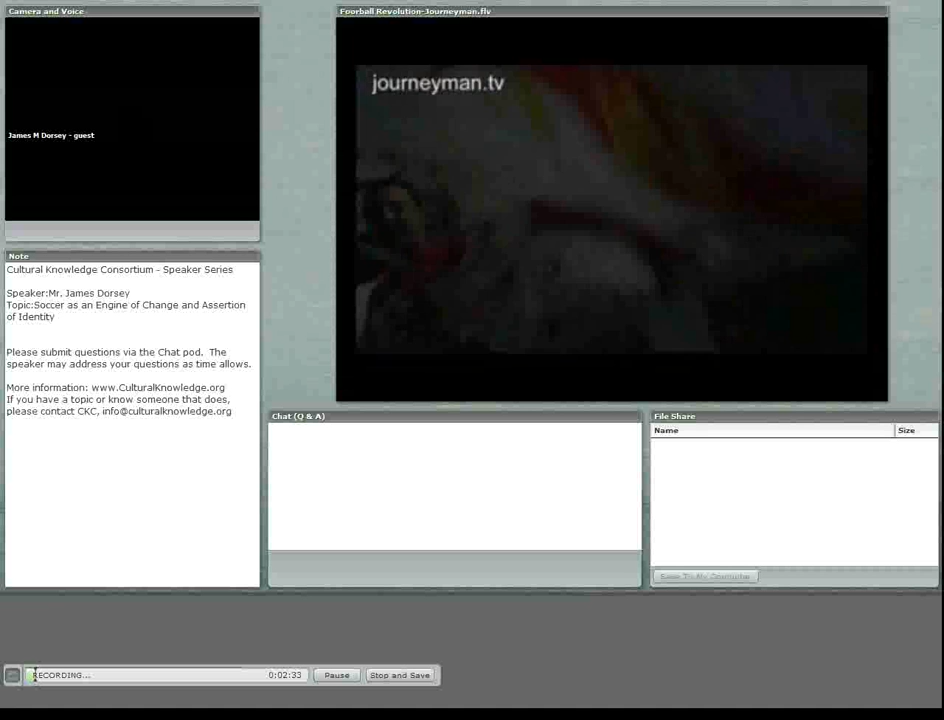 Camera and Voice
James M Dorsey - guest
Foorball Revolution-Journeyman.flv
journeyman.tv
Note
Cultural Knowledge Consortium - Speaker Series
Speaker:Mr. James Dorsey
Topic:Soccer as an Engine of Change and Assertion
of Identity
Please submit questions via the Chat pod.  The
speaker may address your questions as time allows.
More information: www.CulturalKnowledge.org
If you have a topic or know someone that does,
please contact CKC, info@culturalknowledge.org
Chat (Q & A)
File Share
Name Size
Save To My Computer
RECORDING... 0:02:33 Pause Stop and Save